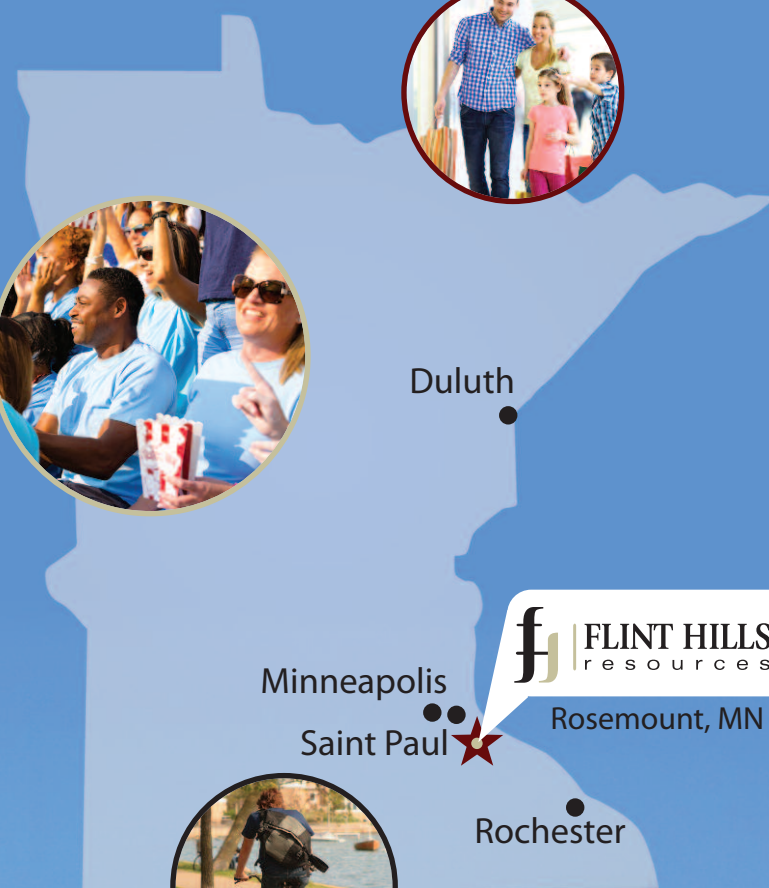 Duluth
FLINT HILLS
resources
Minneapolis
Rosemount, MN
Saint Paul
Rochester